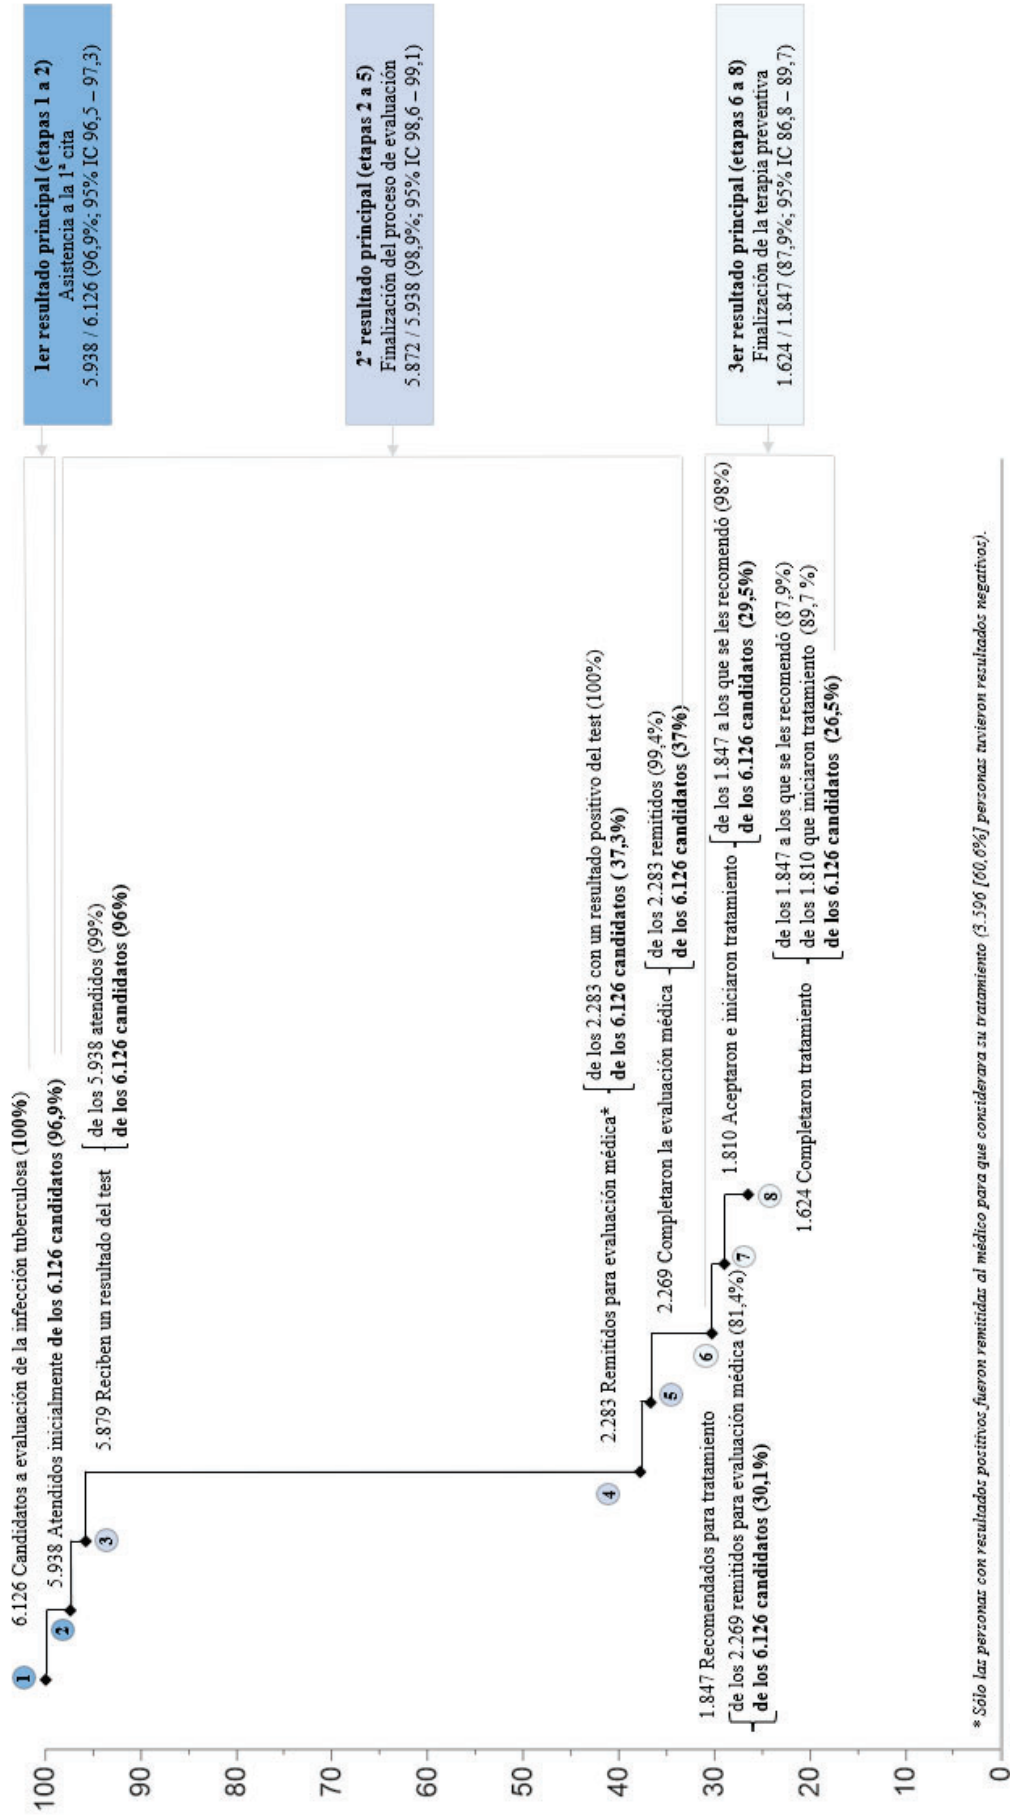 100
90
80
70
60
50
40
30
20
10
0
1
6.126 Candidatos a evaluación de la infección tuberculosa (100%)
2
5.938 Atendidos inicialmente de los 6.126 candidatos (96,9%)
3
5.879 Reciben un resultado del test
de los 5.938 atendidos (99%)
de los 6.126 candidatos (96%)
4
2.283 Remitidos para evaluación médica*
de los 2.283 con un resultado positivo del test (100%)
de los 6.126 candidatos ( 37,3%)
5
2.269 Completaron la evaluación médica
de los 2.283 remitidos (99,4%)
de los 6.126 candidatos (37%)
6
1.847 Recomendados para tratamiento
de los 2.269 remitidos para evaluación médica (81,4%)
de los 6.126 candidatos (30,1%)
7
1.810 Aceptaron e iniciaron tratamiento
de los 1.847 a los que se les recomendó (98%)
de los 6.126 candidatos (29,5%)
8
1.624 Completaron tratamiento
de los 1.847 a los que se les recomendó (87,9%)
de los 1.810 que iniciaron tratamiento (89,7 %)
de los 6.126 candidatos (26,5%)
1er resultado principal (etapas 1 a 2)
Asistencia a la 1ª cita
5.938 / 6.126 (96,9%; 95% IC 96,5 – 97,3)
2º resultado principal (etapas 2 a 5)
Finalización del proceso de evaluación
5.872 / 5.938 (98,9%; 95% IC 98,6 – 99,1)
3er resultado principal (etapas 6 a 8)
Finalización de la terapia preventiva
1.624 / 1.847 (87,9%; 95% IC 86,8 – 89,7)
* Sólo las personas con resultados positivos fueron remitidas al médico para que considerara su tratamiento (3.596 [60,6%] personas tuvieron resultados negativos).